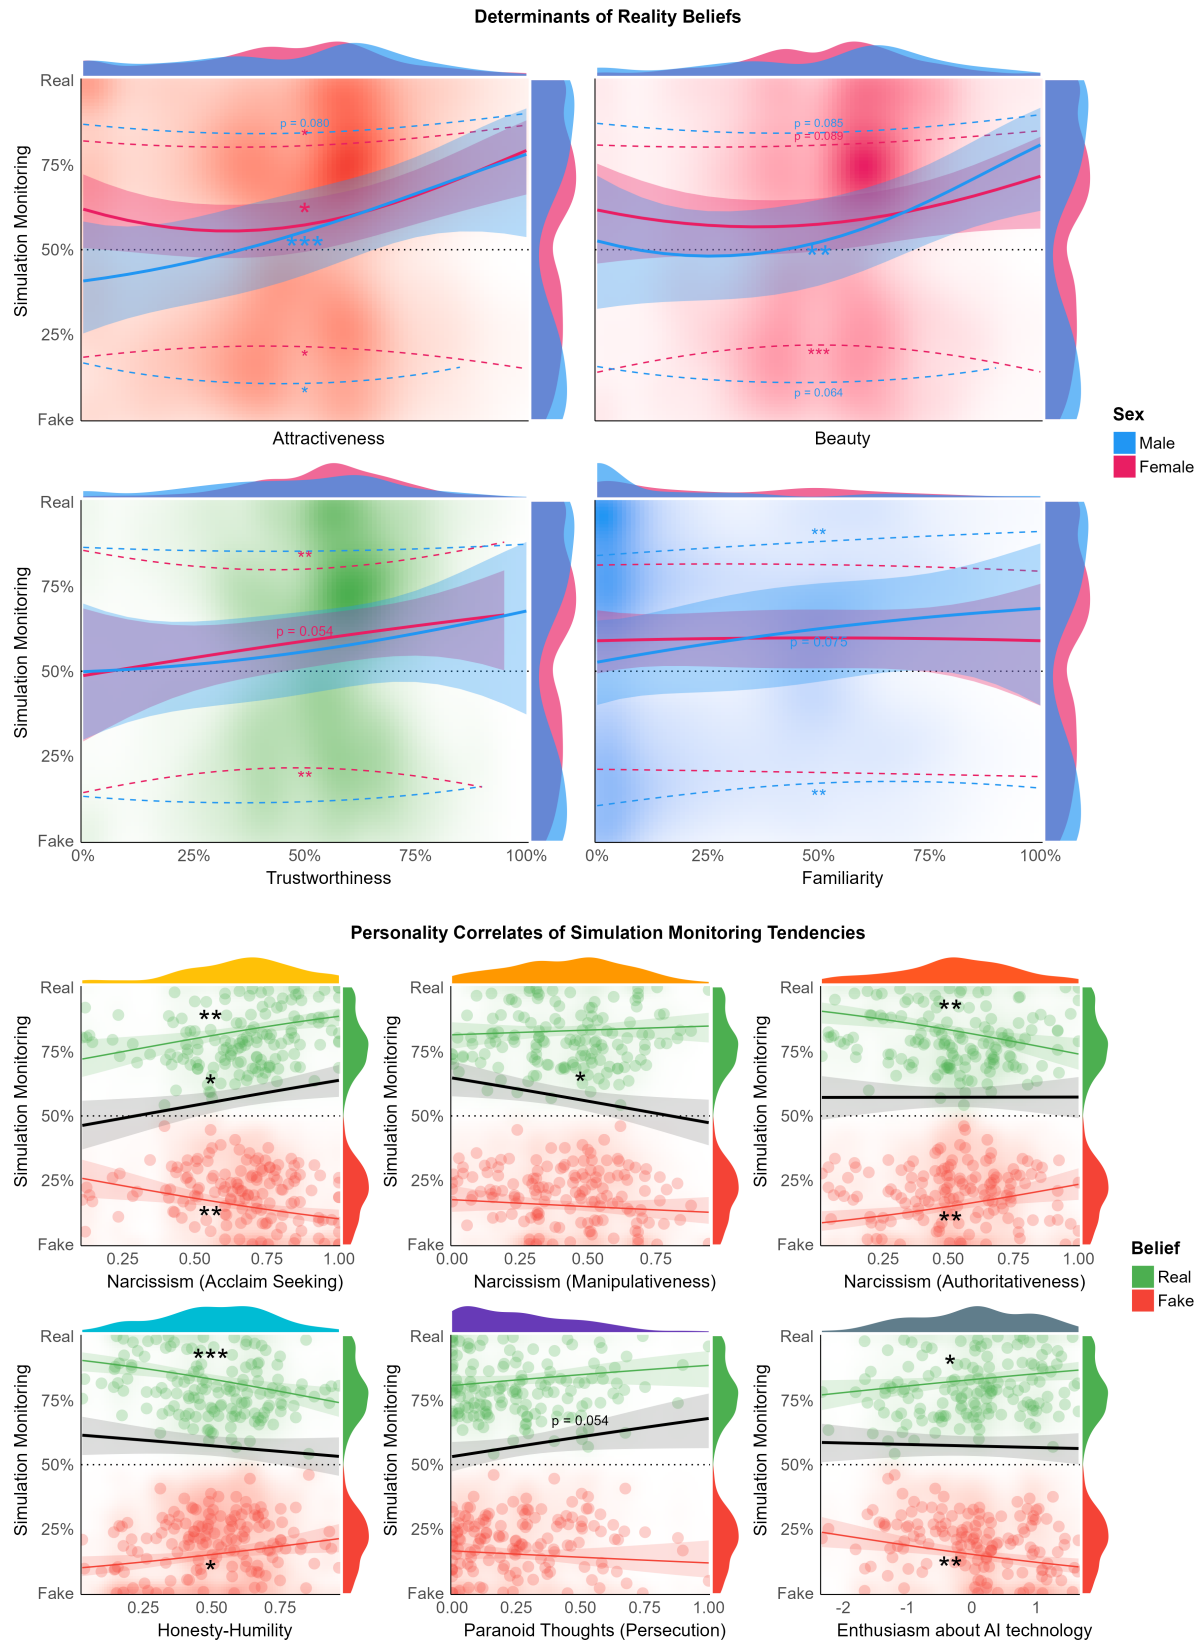 Determinants of Reality Beliefs
Simulation Monitoring
Real
75%
50%
25%
Fake
p = 0.080
*
*
***
*
*
Attractiveness
p = 0.085
p = 0.089
**
***
p = 0.064
Beauty
Sex
Male
Female
Simulation Monitoring
Real
75%
50%
25%
Fake
**
p = 0.054
**
0% 25% 50% 75% 100%
Trustworthiness
**
p = 0.075
**
0% 25% 50% 75% 100%
Familiarity
Personality Correlates of Simulation Monitoring Tendencies
Simulation Monitoring
Real
75%
50%
25%
Fake
**
*
**
0.25 0.50 0.75 1.00
Narcissism (Acclaim Seeking)
Simulation Monitoring
Real
75%
50%
25%
Fake
*
0.00 0.25 0.50 0.75
Narcissism (Manipulativeness)
Simulation Monitoring
Real
75%
50%
25%
Fake
**
**
0.25 0.50 0.75 1.00
Narcissism (Authoritativeness)
Belief
Real
Fake
Simulation Monitoring
Real
75%
50%
25%
Fake
***
*
0.25 0.50 0.75
Honesty-Humility
Simulation Monitoring
Real
75%
50%
25%
Fake
p = 0.054
0.00 0.25 0.50 0.75 1.00
Paranoid Thoughts (Persecution)
Simulation Monitoring
Real
75%
50%
25%
Fake
*
**
-2 -1 0 1
Enthusiasm about AI technology